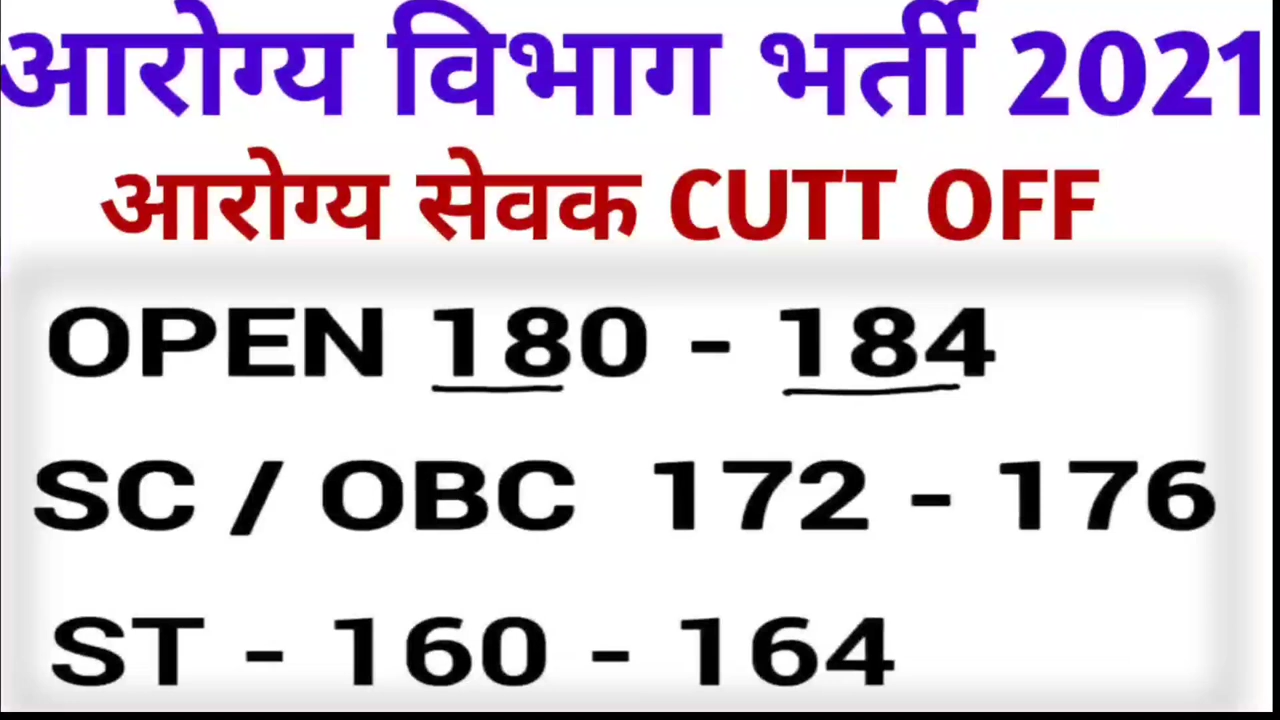 आरोग्य विभाग भर्ती 2021
आरोग्य सेवक CUTT OFF
OPEN 180 - 184
SC / OBC 172 - 176
ST - 160 - 164